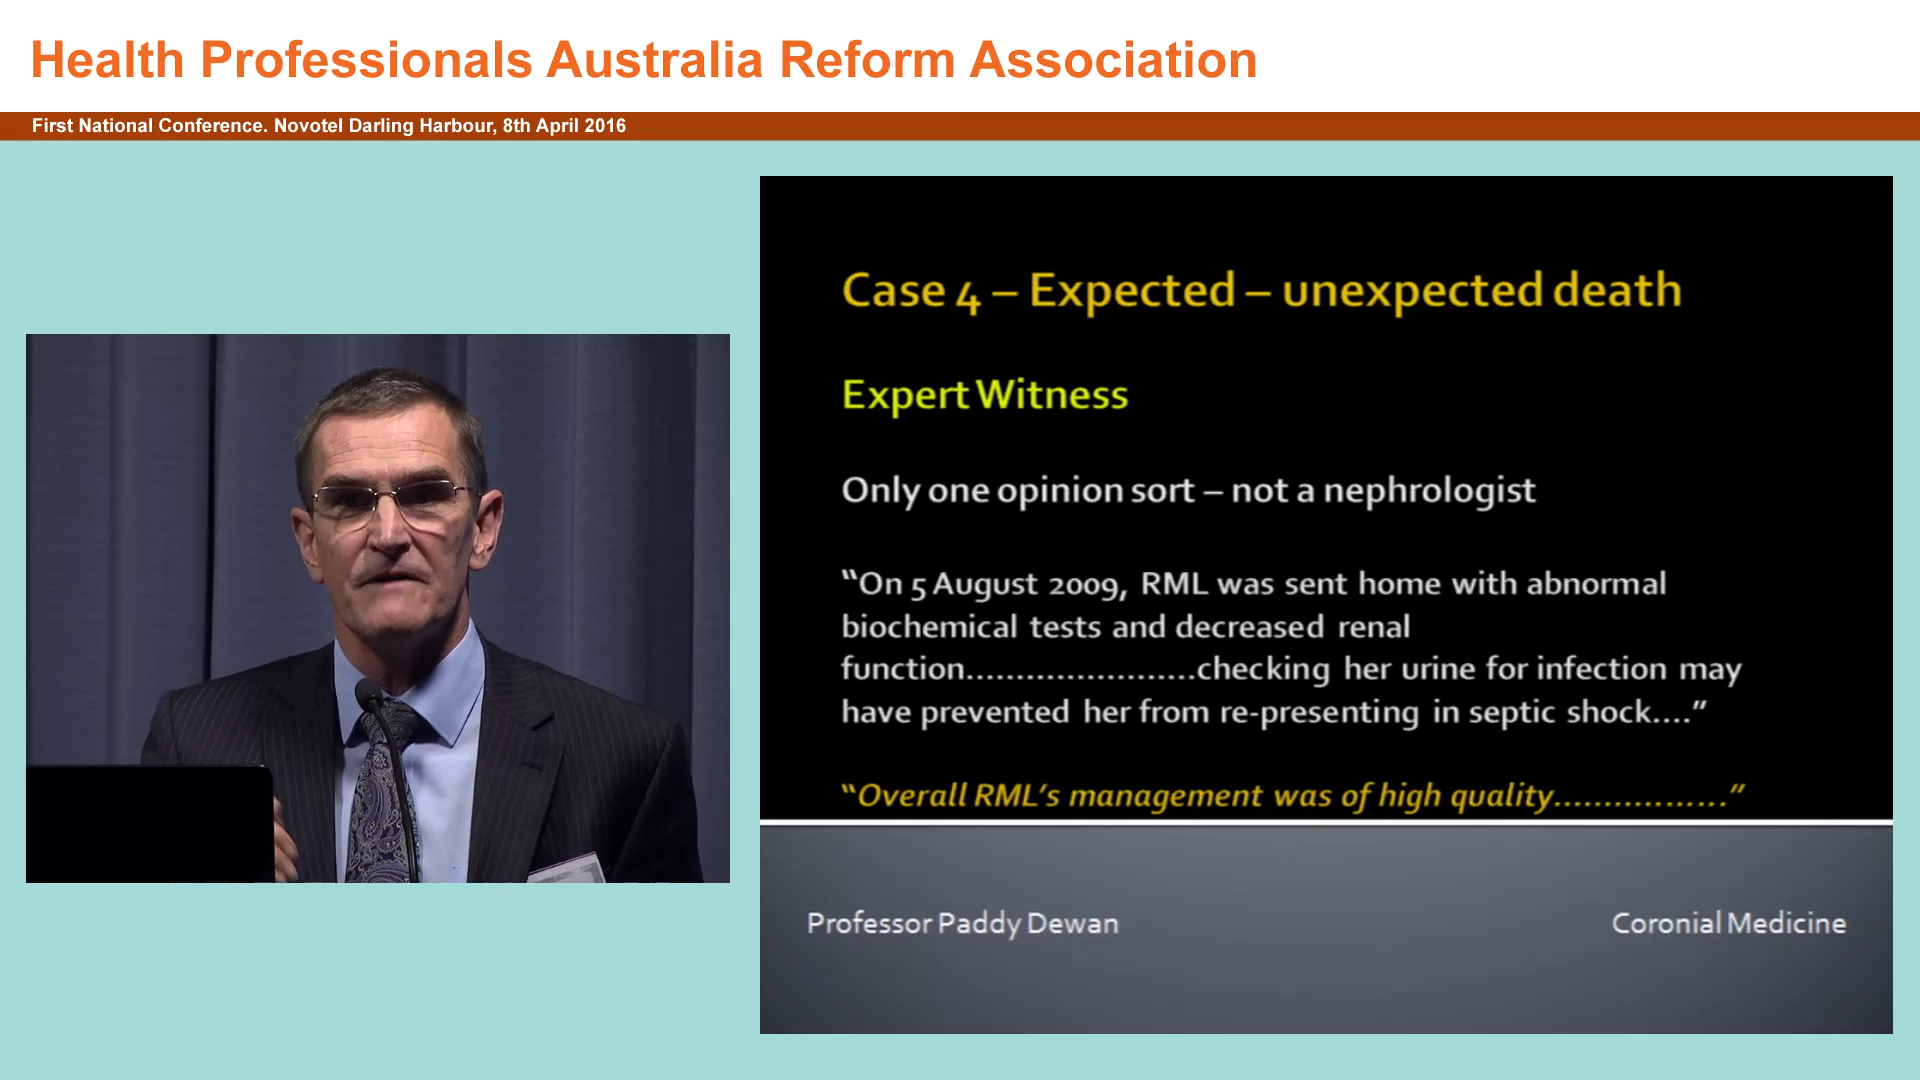 Health Professionals Australia Reform Association
First National Conference. Novotel Darling Harbour, 8th April 2016
Case 4 – Expected – unexpected death
Expert Witness
Only one opinion sort – not a nephrologist
“On 5 August 2009, RML was sent home with abnormal
biochemical tests and decreased renal
function.......................checking her urine for infection may
have prevented her from re-presenting in septic shock....”
“Overall RML’s management was of high quality..................”
Professor Paddy Dewan
Coronial Medicine